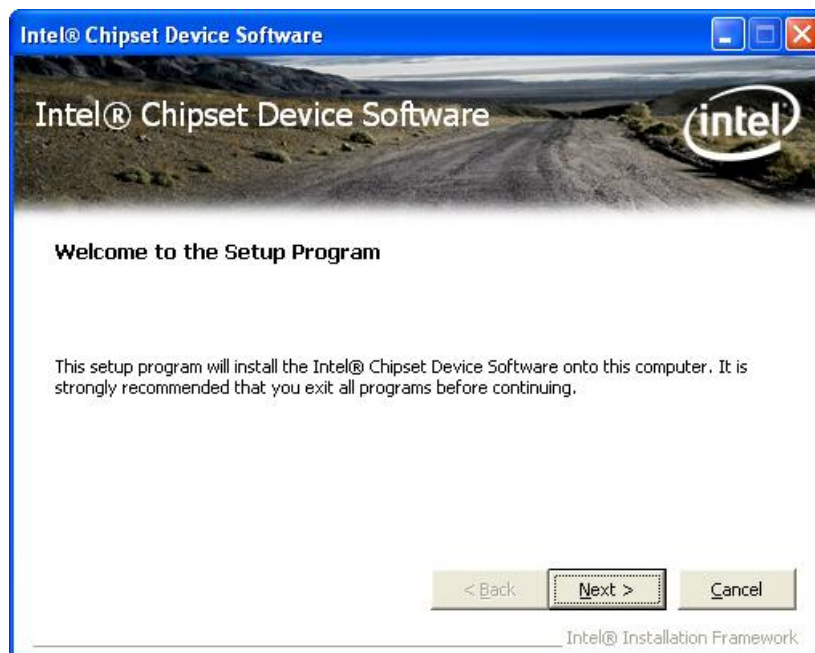 Intel® Chipset Device Software
Intel® Chipset Device Software
intel
Welcome to the Setup Program
This setup program will install the Intel® Chipset Device Software onto this computer. It is
strongly recommended that you exit all programs before continuing.
< Back
Next >
Cancel
Intel® Installation Framework